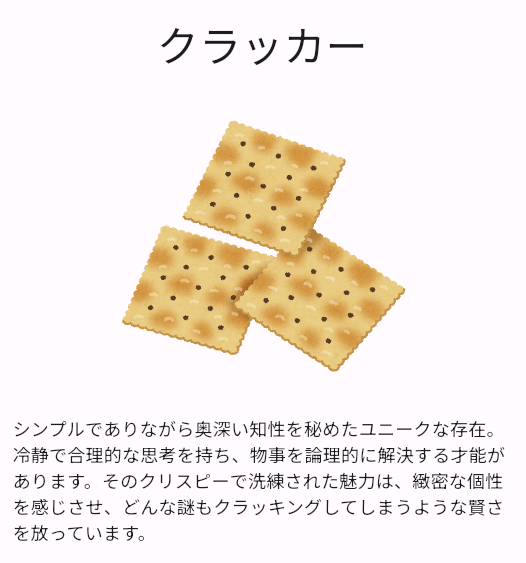 クラッカー
シンプルでありながら奥深い知性を秘めたユニークな存在。
冷静で合理的な思考を持ち、物事を論理的に解決する才能が
あります。そのクリスピーで洗練された魅力は、緻密な個性
を感じさせ、どんな謎もクラッキングしてしまうような賢さ
を放っています。